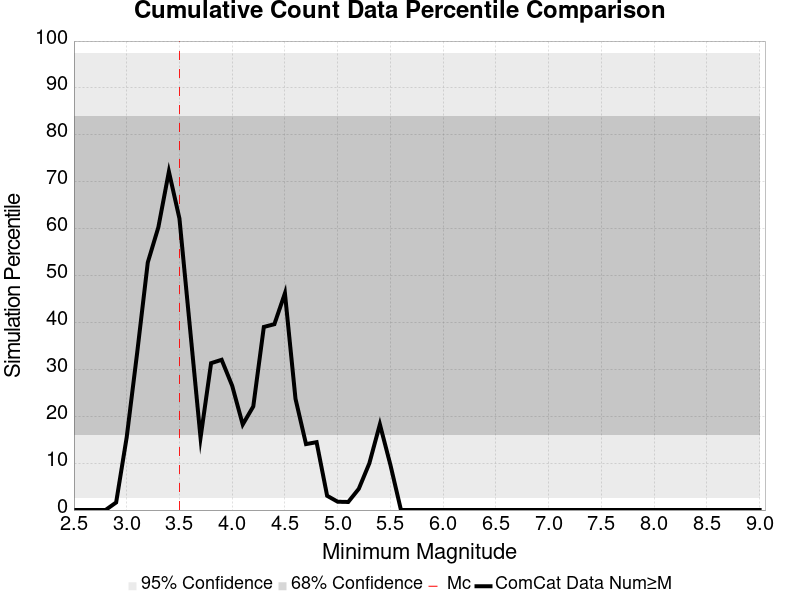 Cumulative Count Data Percentile Comparison
100
90
80
70
60
50
40
30
20
10
0
Simulation Percentile
2.5 3.0 3.5 4.0 4.5 5.0 5.5 6.0 6.5 7.0 7.5 8.0 8.5 9.0
Minimum Magnitude
95% Confidence 68% Confidence Mc ComCat Data Num≥M